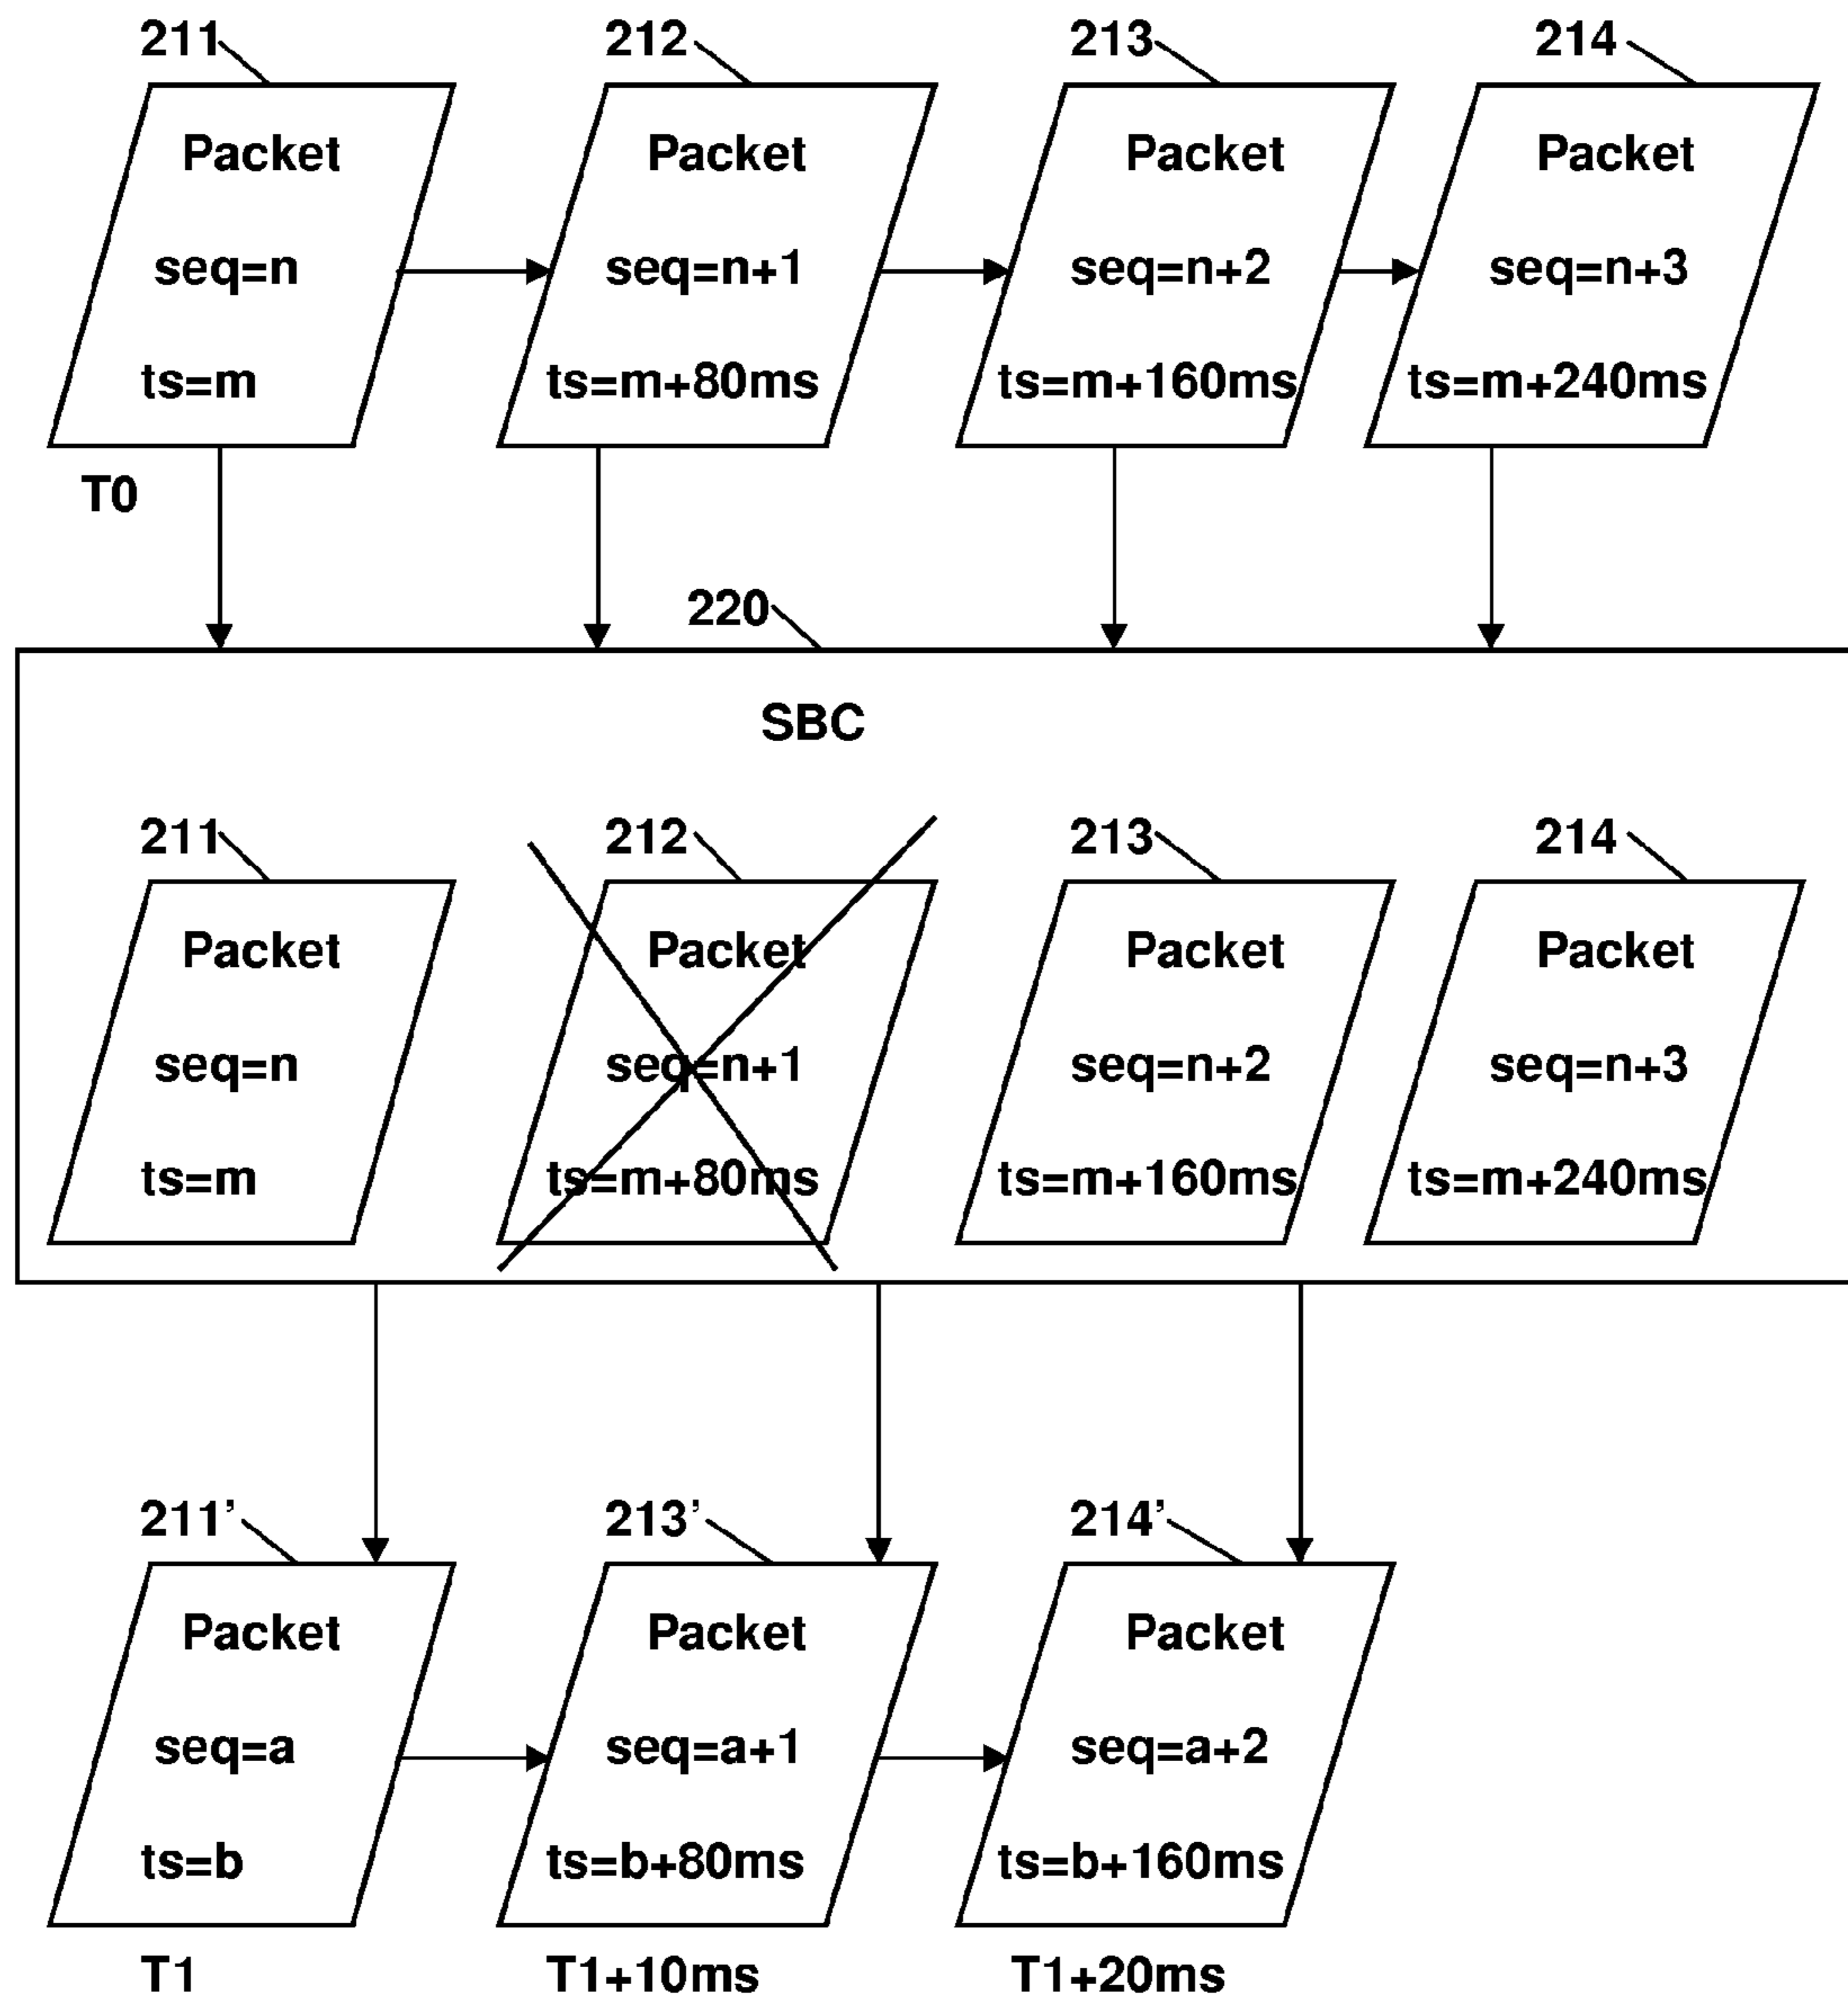 211 212 213 214
Packet Packet Packet Packet
seq=n seq=n+1 seq=n+2 seq=n+3
ts=m ts=m+80ms ts=m+160ms ts=m+240ms
T0
220
SBC
211 212 213 214
Packet Packet Packet Packet
seq=n seq=n+1 seq=n+2 seq=n+3
ts=m ts=m+80ms ts=m+160ms ts=m+240ms
211' 213' 214'
Packet Packet Packet
seq=a seq=a+1 seq=a+2
ts=b ts=b+80ms ts=b+160ms
T1 T1+10ms T1+20ms